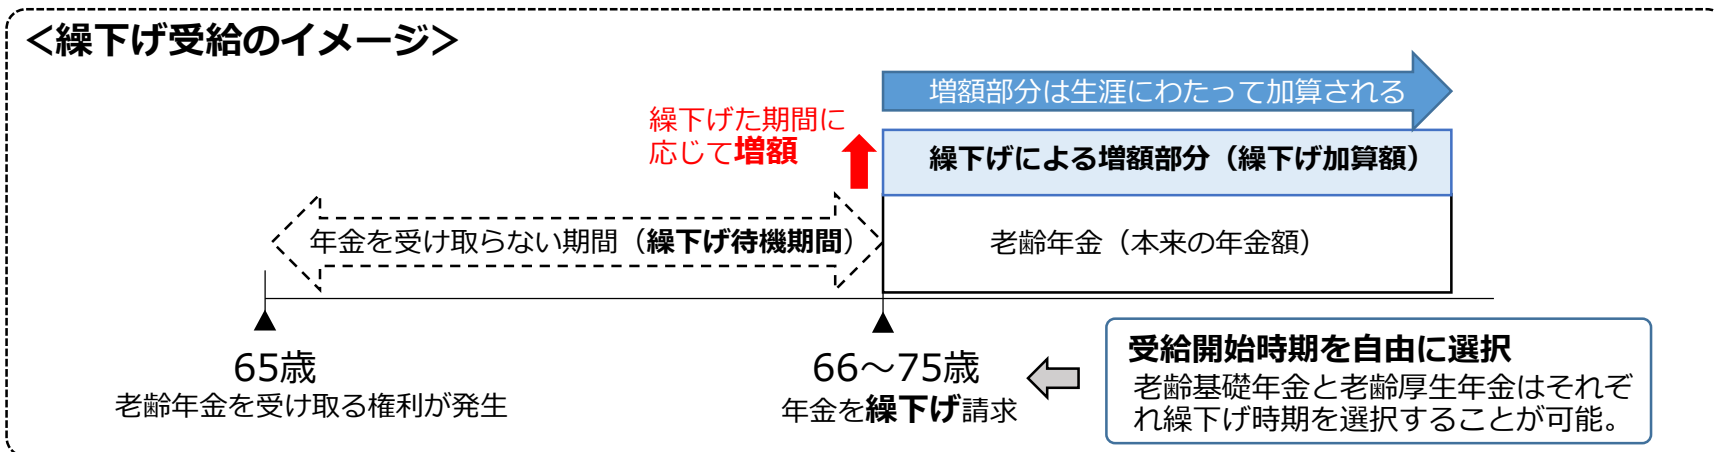 ＜繰下げ受給のイメージ＞
増額部分は生涯にわたって加算される
繰下げた期間に
応じて増額
繰下げによる増額部分（繰下げ加算額）
年金を受け取らない期間（繰下げ待機期間）
老齢年金（本来の年金額）
65歳
老齢年金を受け取る権利が発生
66～75歳
年金を繰下げ請求
受給開始時期を自由に選択
老齢基礎年金と老齢厚生年金はそれぞ
れ繰下げ時期を選択することが可能。